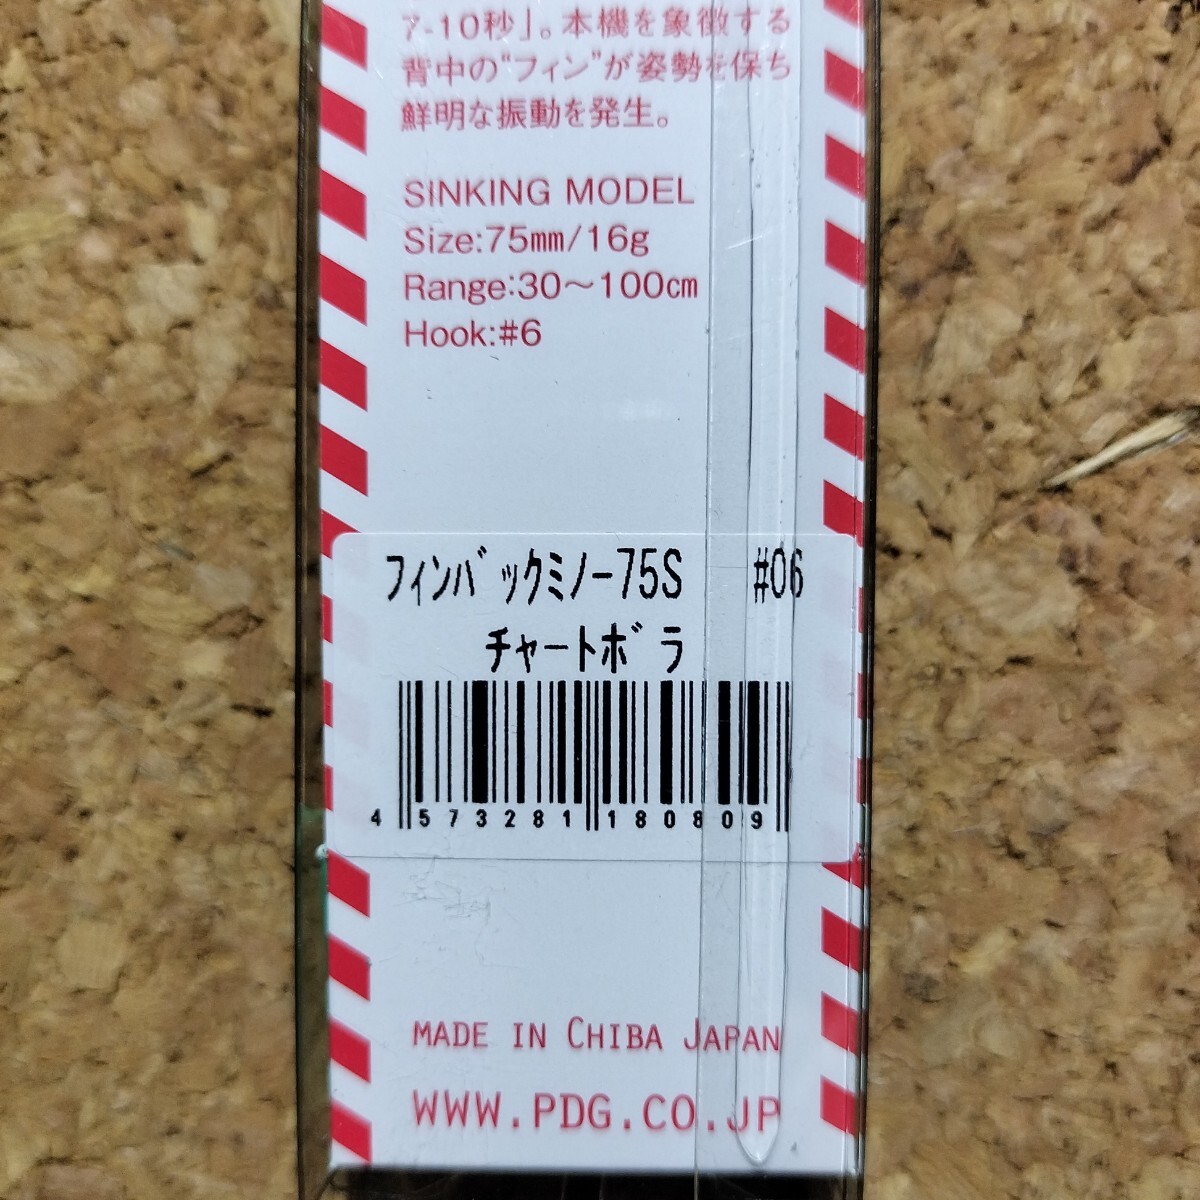 ア-10秒」。本機を象徴する
背中の“フィン”が姿勢を保ち
鮮明な振動を発生。
SINKING MODEL
Size:75mm/16g
Range:30～100cm
Hook:#6
ﾌｨﾝﾊﾞｯｸﾐﾉｰ75S #06
ﾁｬｰﾄﾎﾞﾗ
4 573281 180809
MADE IN CHIBA JAPAN
WWW.PDG.CO.JP